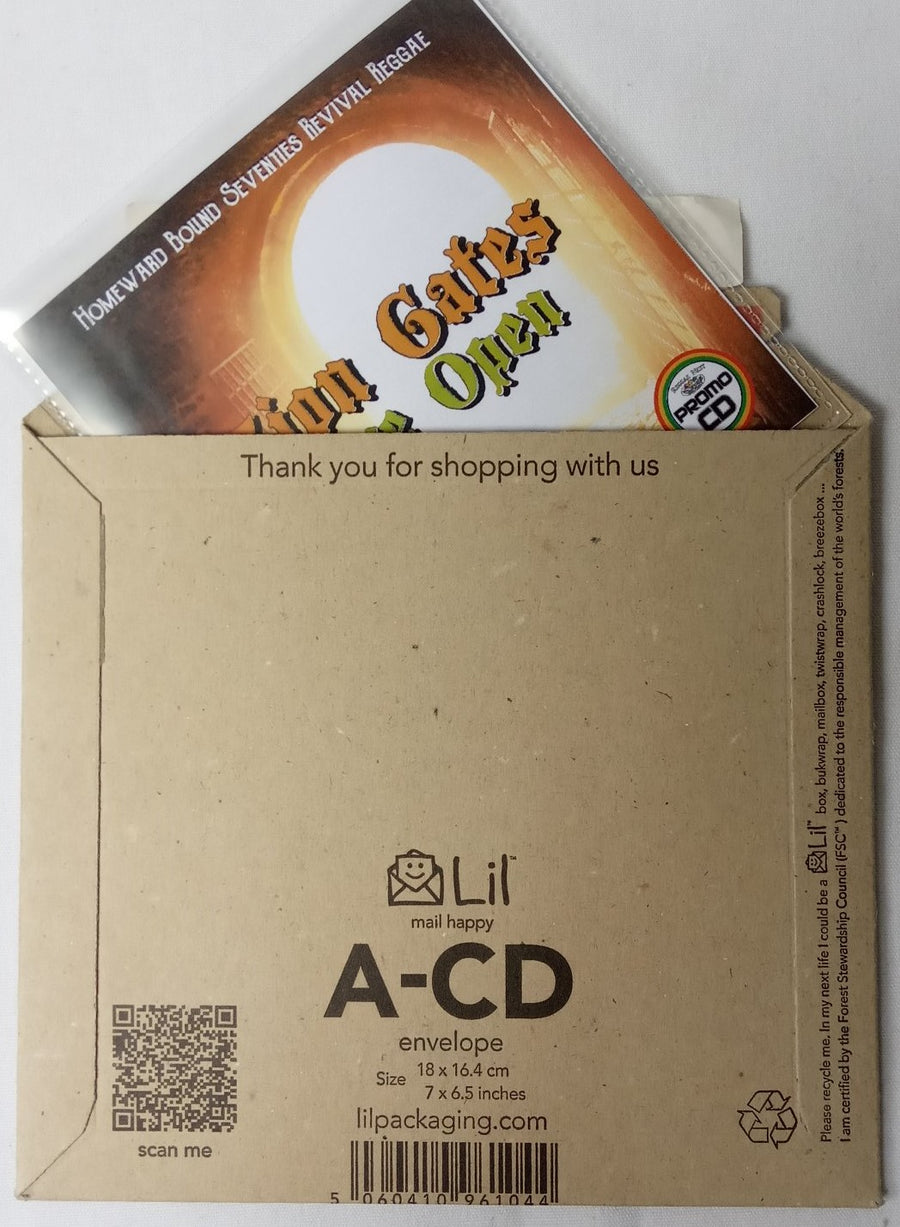 Homeward Bound Seventies Revival Reggae
Gates
Open
PROMO
CD
Thank you for shopping with us
Lil™
mail happy
A-CD
envelope
Size 18 x 16.4 cm
7 x 6.5 inches
lilpackaging.com
scan me
5 060410 961044
Please recycle me. In my next life I could be a Lil™ box, bukwrap, mailbox, twistwrap, crashlock, breezebox ...
I am certified by the Forest Stewardship Council (FSC™) dedicated to the responsible management of the world's forests.